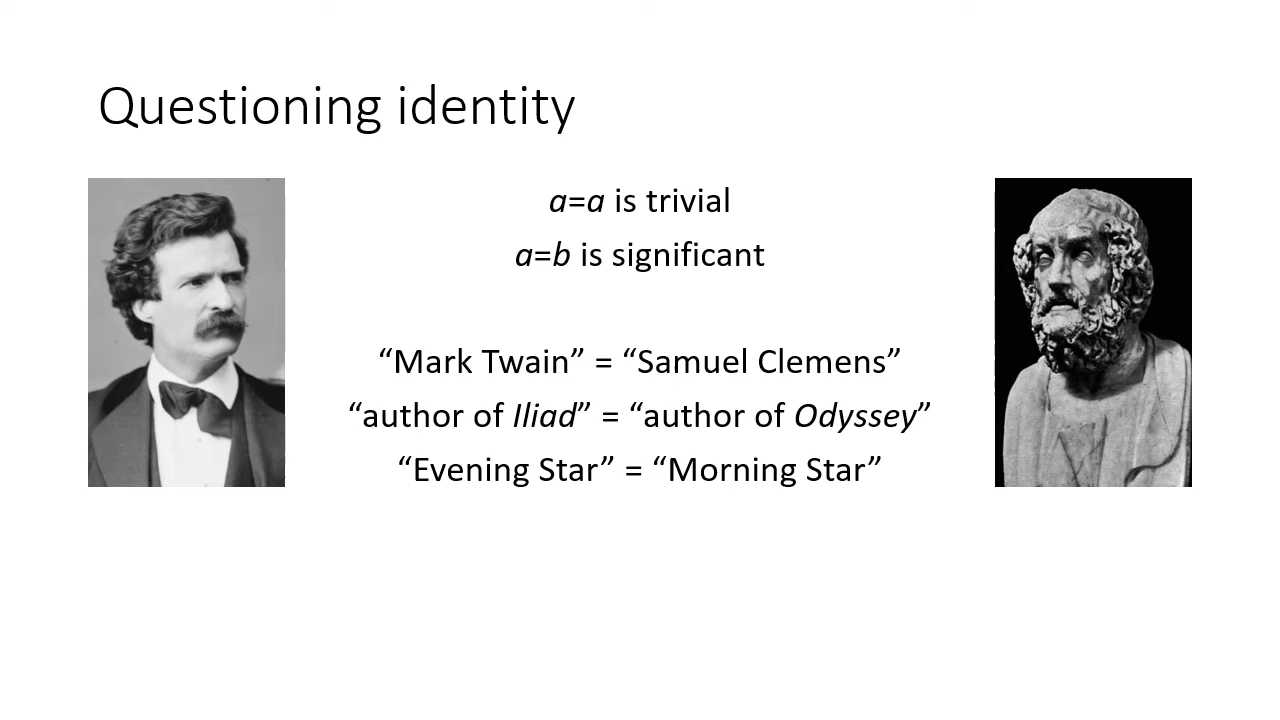 Questioning identity
a=a is trivial
a=b is significant
“Mark Twain” = “Samuel Clemens”
“author of Iliad” = “author of Odyssey”
“Evening Star” = “Morning Star”